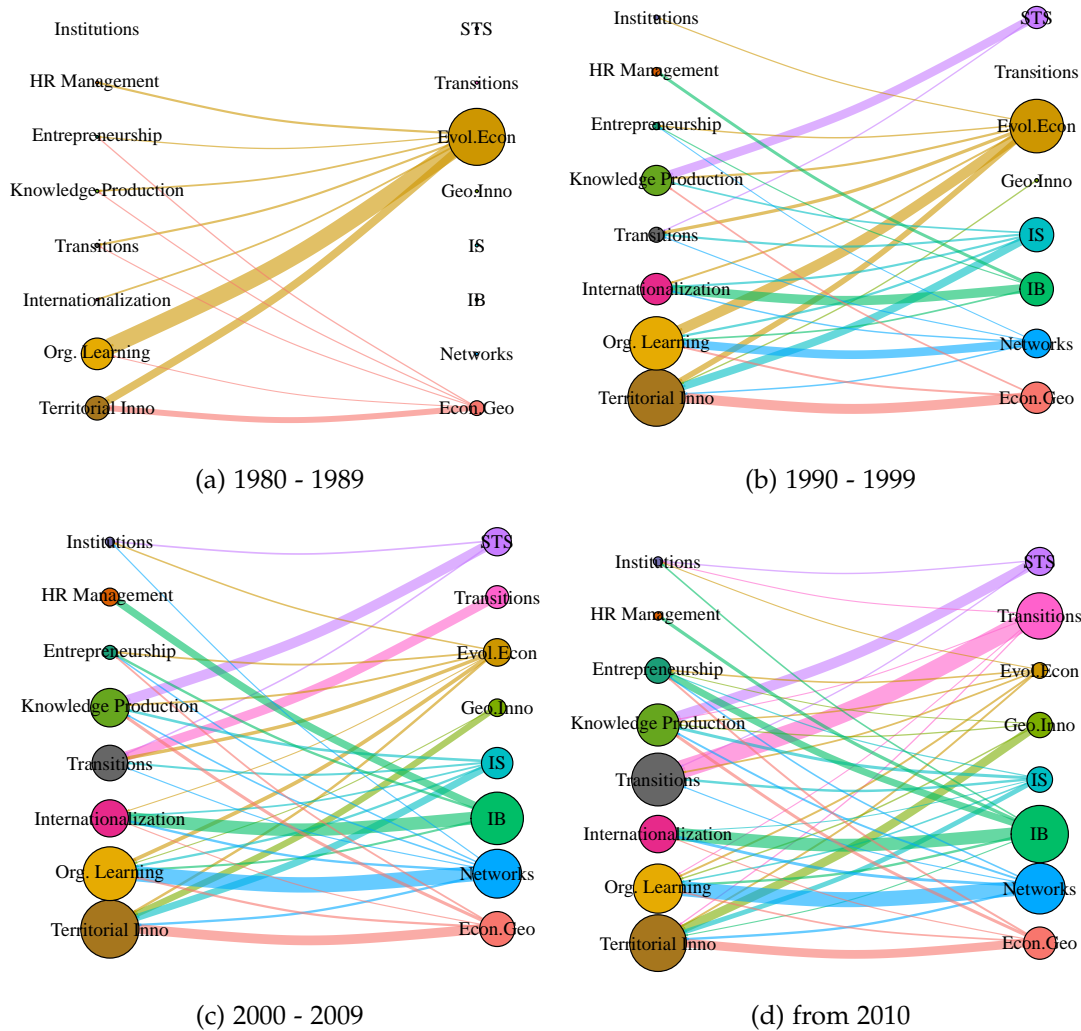 Institutions STS
HR Management Transitions
Entrepreneurship Evol.Econ
Knowledge Production Geo.Inno
Transitions IS
Internationalization IB
Org. Learning Networks
Territorial Inno Econ.Geo
(a) 1980 - 1989
Institutions STS
HR Management Transitions
Entrepreneurship Evol.Econ
Knowledge Production Geo.Inno
Transitions IS
Internationalization IB
Org. Learning Networks
Territorial Inno Econ.Geo
(b) 1990 - 1999
Institutions STS
HR Management Transitions
Entrepreneurship Evol.Econ
Knowledge Production Geo.Inno
Transitions IS
Internationalization IB
Org. Learning Networks
Territorial Inno Econ.Geo
(c) 2000 - 2009
Institutions STS
HR Management Transitions
Entrepreneurship Evol.Econ
Knowledge Production Geo.Inno
Transitions IS
Internationalization IB
Org. Learning Networks
Territorial Inno Econ.Geo
(d) from 2010